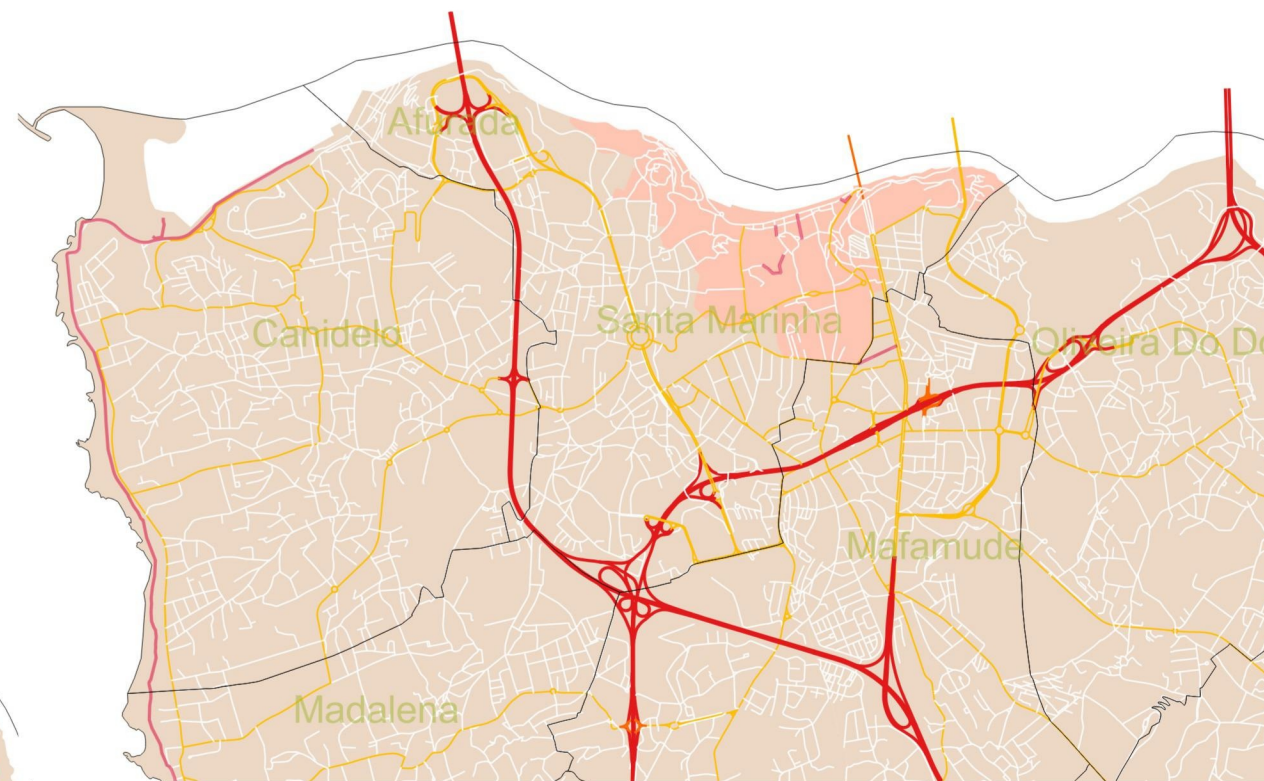 Afurada
Santa Marinha
Canidelo
Oliveira Do Do
Mafamude
Madalena